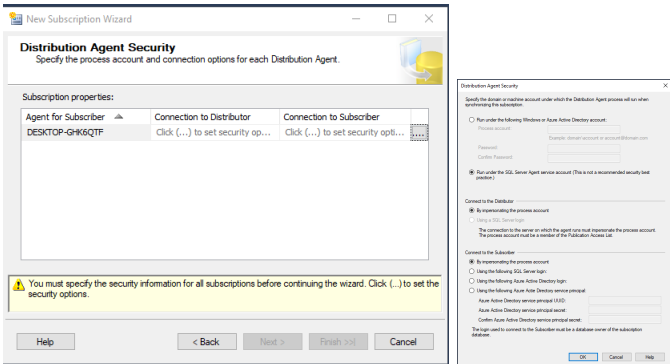 New Subscription Wizard
Distribution Agent Security
Specify the process account and connection options for each Distribution Agent.
Subscription properties:
Agent for Subscriber Connection to Distributor Connection to Subscriber
DESKTOP-GHK6QTF Click (...) to set security op... Click (...) to set security opti... ...
You must specify the security information for all subscriptions before continuing the wizard. Click (...) to set the
security options.
Help < Back Next > Finish >>| Cancel
Distribution Agent Security
Specify the domain or machine account under which the Distribution Agent process will run when
synchronizing this subscription.
Run under the following Windows or Azure Active Directory account:
Process account:
Example: domain\account or account@domain.com
Password:
Confirm Password:
Run under the SQL Server Agent service account (This is not a recommended security best
practice.)
Connect to the Distributor
By impersonating the process account
Using a SQL Server login
The connection to the server on which the agent runs must impersonate the process account.
The process account must be a member of the Publication Access List.
Connect to the Subscriber
By impersonating the process account
Using the following SQL Server login:
Using the following Azure Active Directory login:
Using the following Azure Active Directory service principal:
Azure Active Directory service principal UUID:
Azure Active Directory service principal secret:
Confirm Azure Active Directory service principal secret:
The login used to connect to the Subscriber must be a database owner of the subscription
database.
OK Cancel Help